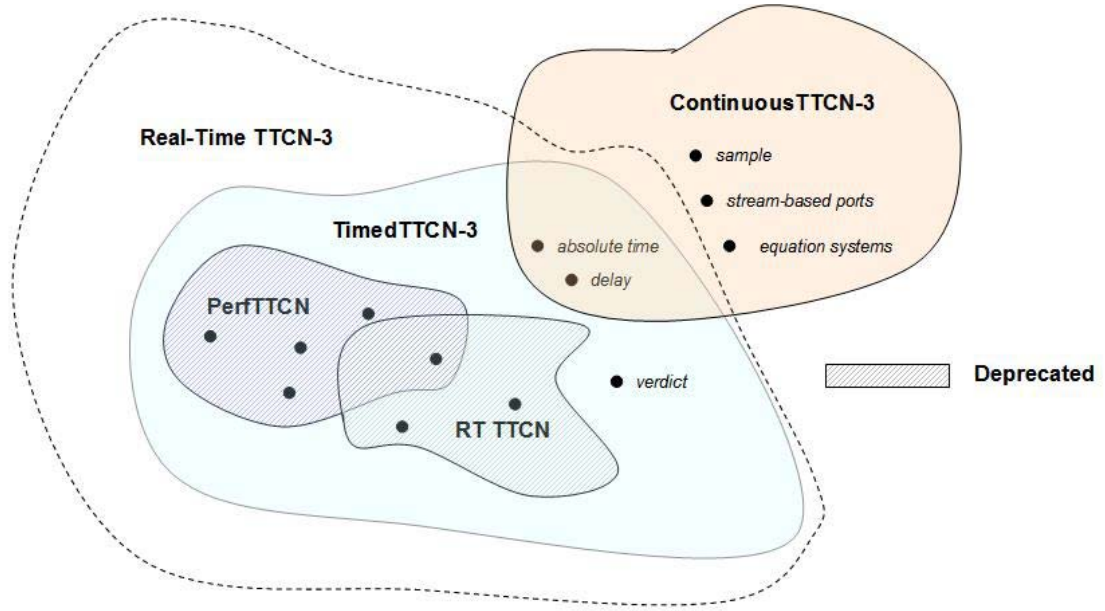 ContinuousTTCN-3
Real-Time TTCN-3
sample
stream-based ports
TimedTTCN-3
absolute time
equation systems
delay
PerfTTCN
verdict
Deprecated
RT TTCN